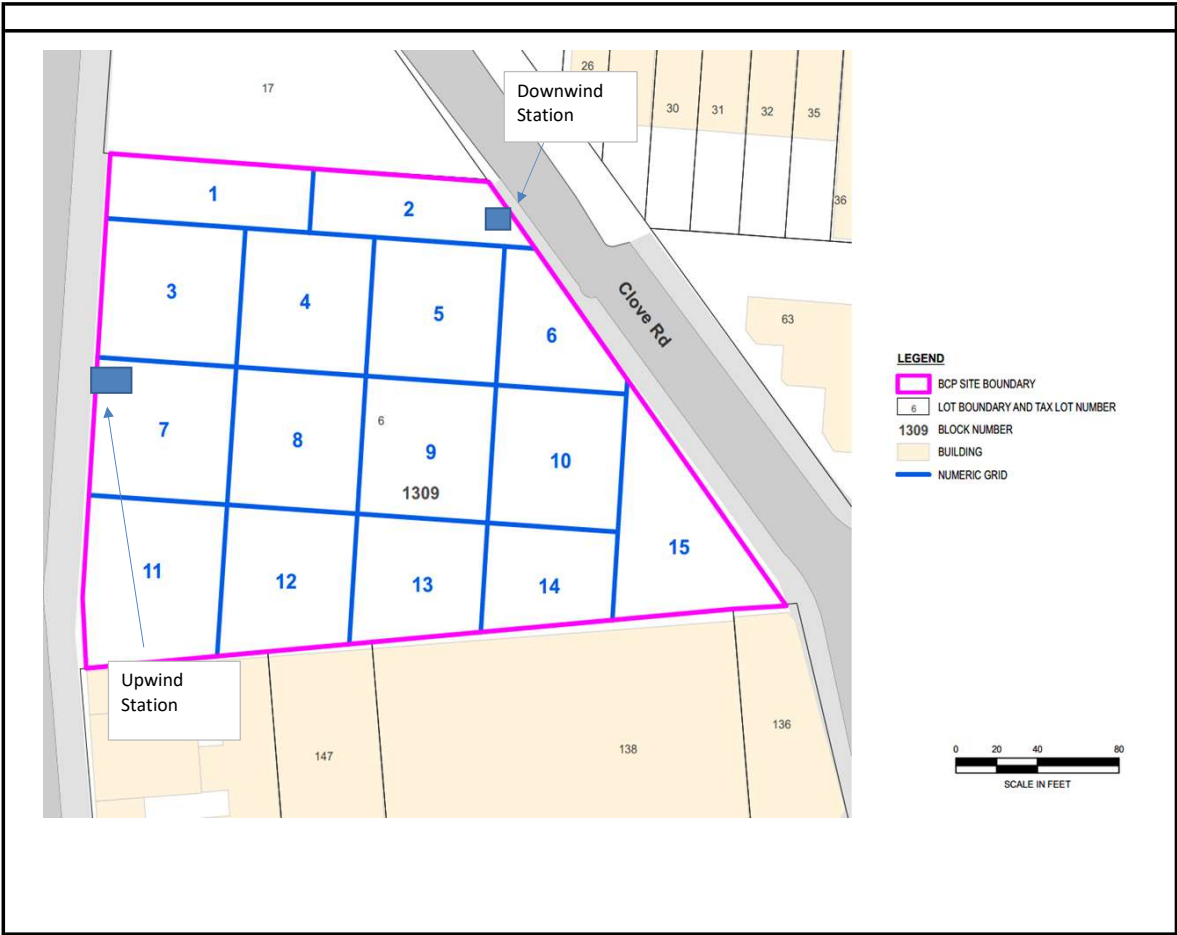 17
26
Downwind
Station
30
31
32
35
36
1
2
3
4
5
6
Clove Rd
63
7
8
6
9
1309
10
11
12
13
14
15
Upwind
Station
147
138
136
LEGEND
BCP SITE BOUNDARY
6 LOT BOUNDARY AND TAX LOT NUMBER
1309 BLOCK NUMBER
BUILDING
NUMERIC GRID
0 20 40 80
SCALE IN FEET